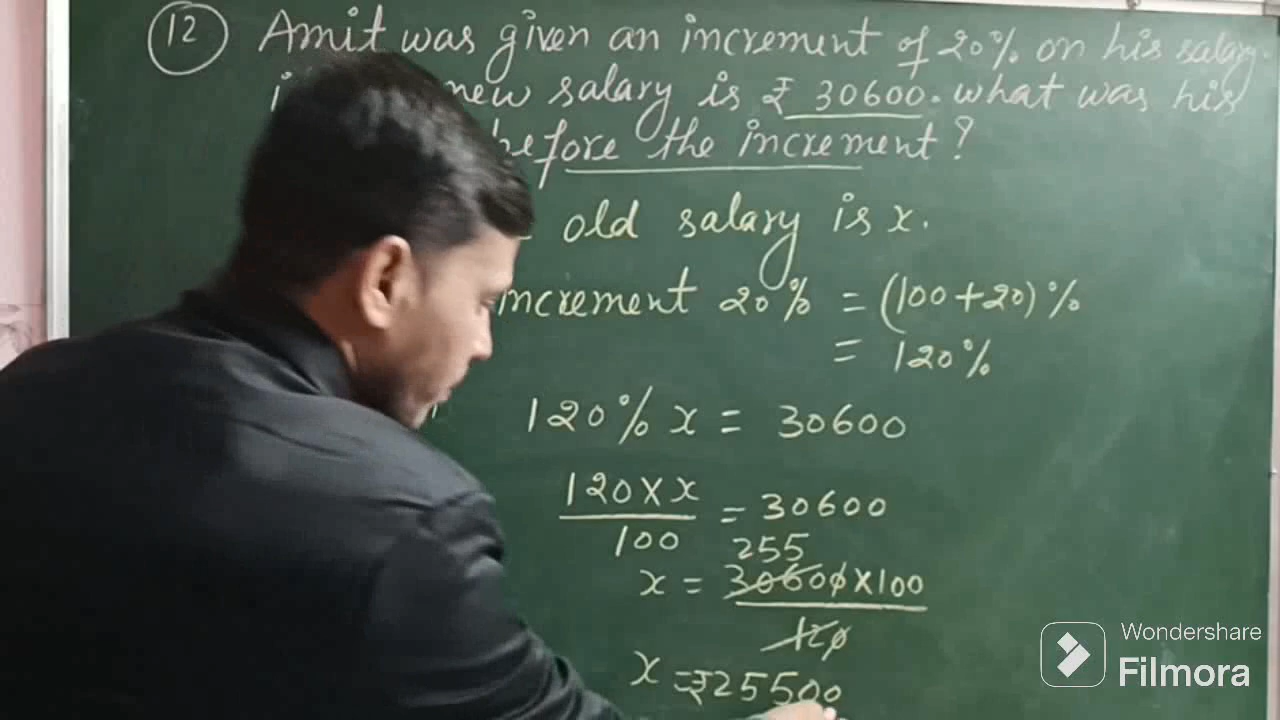 12 Amit was given an increment of 20% on his salary.
new salary is ₹ 30600. what was his
before the increment?
old salary is x.
increment 20% = (100+20)%
= 120%
120% x = 30600
120 X x / 100 = 30600
255
x = 30600 X 100 / 120
x = ₹25500
Wondershare
Filmora